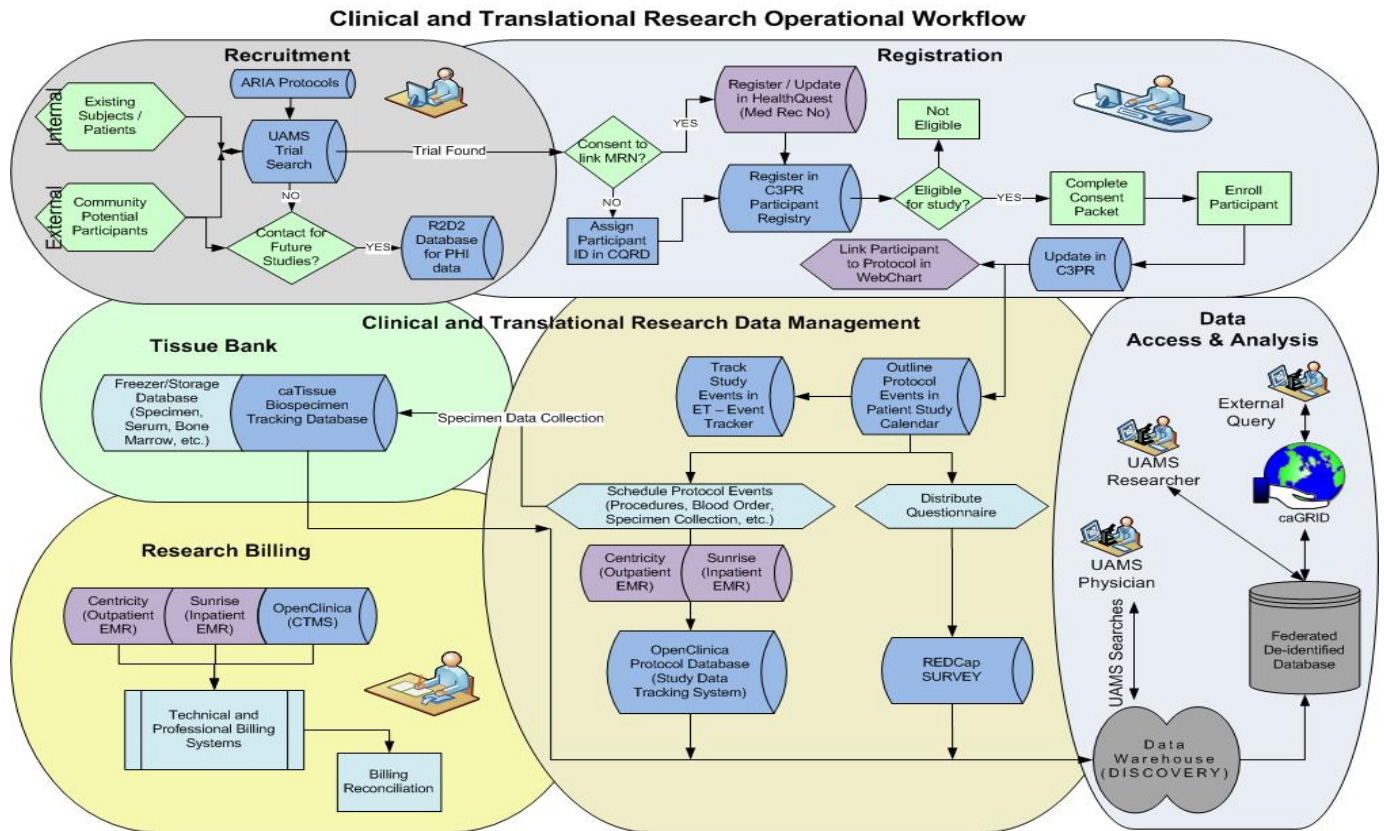 Clinical and Translational Research Operational Workflow
Recruitment
Internal
Existing
Subjects /
Patients
External
Community
Potential
Participants
ARIA Protocols
UAMS
Trial
Search
Trial Found
NO
Contact for
Future
Studies?
YES
R2D2
Database
for PHI
data
Registration
Consent to
link MRN?
YES
NO
Register / Update
in HealthQuest
(Med Rec No)
Assign
Participant
ID in CQRD
Register in
C3PR
Participant
Registry
Not
Eligible
Eligible
for study?
YES
Complete
Consent
Packet
Enroll
Participant
Update in
C3PR
Link Participant
to Protocol in
WebChart
Tissue Bank
Freezer/Storage
Database
(Specimen,
Serum, Bone
Marrow, etc.)
caTissue
Biospecimen
Tracking Database
Specimen Data Collection
Clinical and Translational Research Data Management
Track
Study
Events in
ET – Event
Tracker
Outline
Protocol
Events in
Patient Study
Calendar
Schedule Protocol Events
(Procedures, Blood Order,
Specimen Collection, etc.)
Distribute
Questionnaire
Centricity
(Outpatient
EMR)
Sunrise
(Inpatient
EMR)
OpenClinica
Protocol Database
(Study Data
Tracking System)
REDCap
SURVEY
Research Billing
Centricity
(Outpatient
EMR)
Sunrise
(Inpatient
EMR)
OpenClinica
(CTMS)
Technical and
Professional Billing
Systems
Billing
Reconciliation
Data
Access & Analysis
External
Query
UAMS
Researcher
caGRID
UAMS
Physician
UAMS Searches
Federated
De-identified
Database
Data
Warehouse
(DISCOVERY)